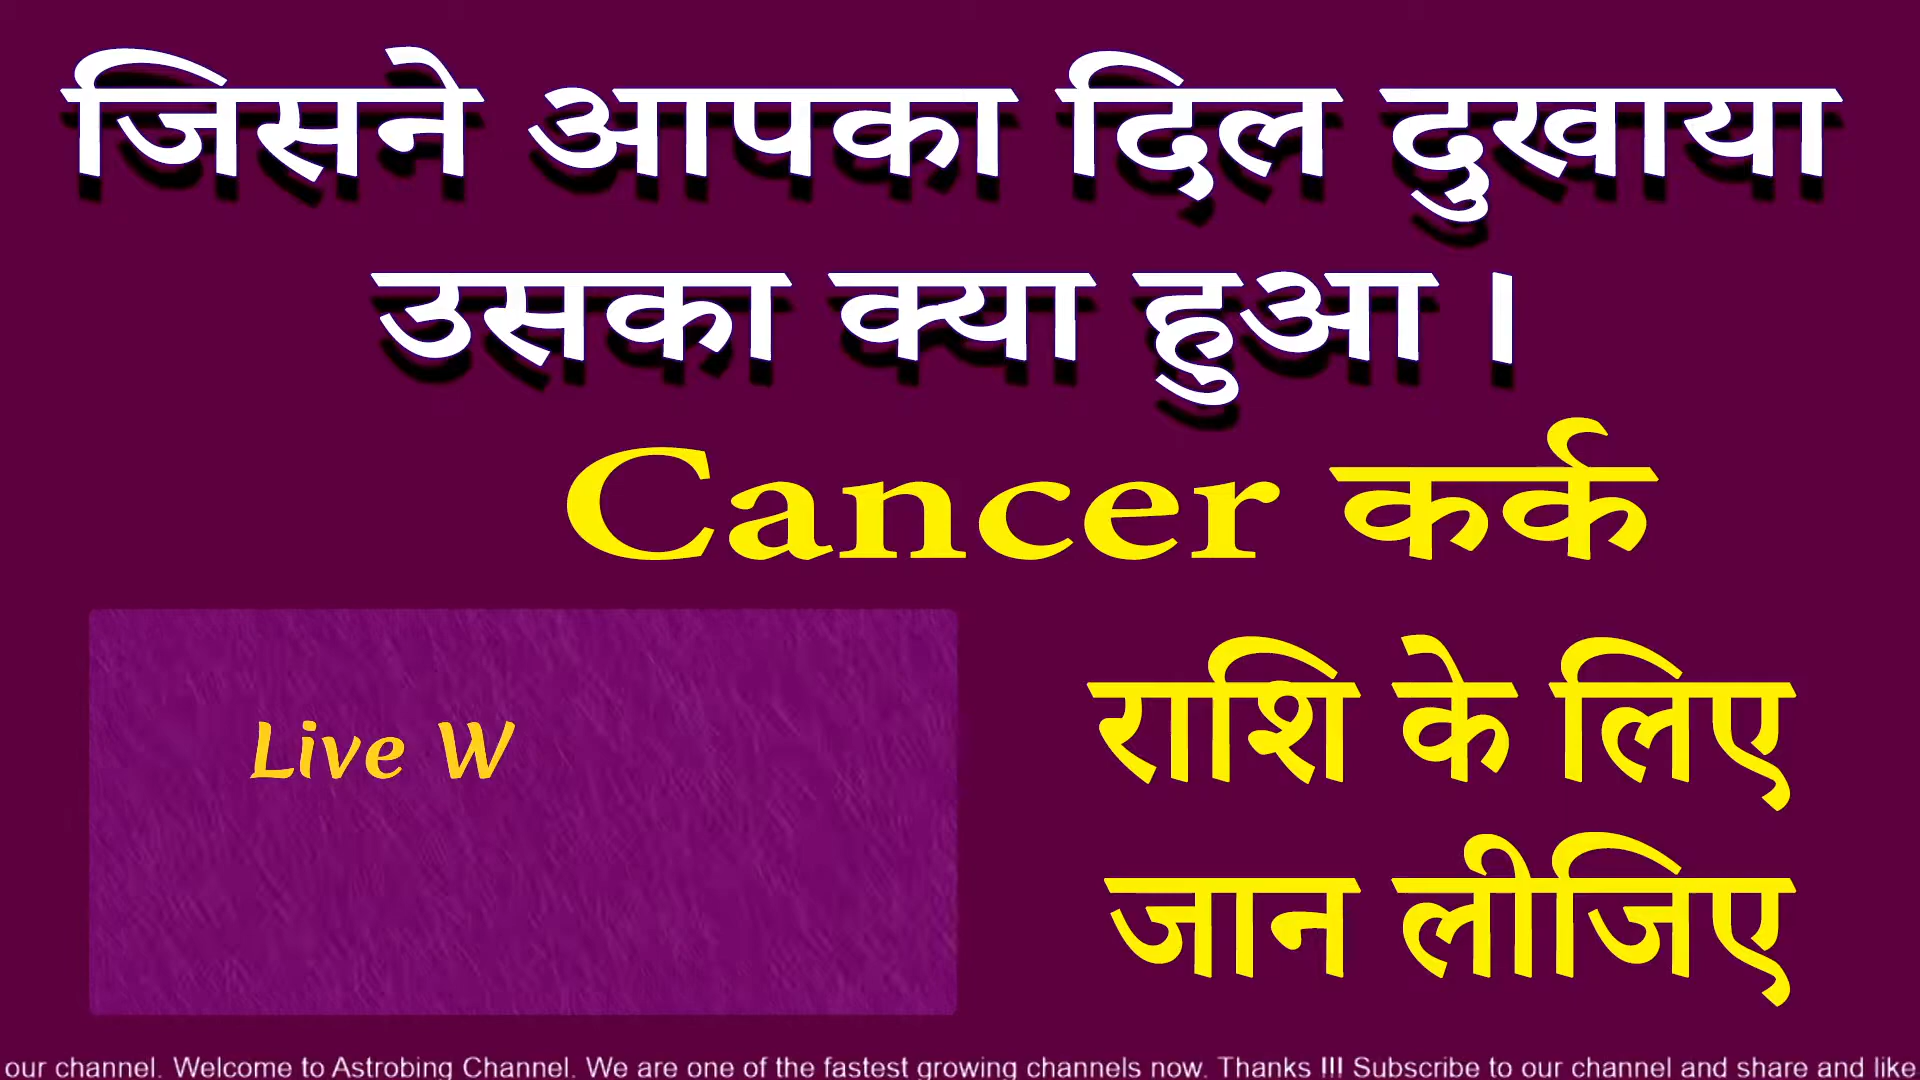 जिसने आपका दिल दुखाया
उसका क्या हुआ ।
Cancer कर्क
राशि के लिए
जान लीजिए
Live W
our channel. Welcome to Astrobing Channel. We are one of the fastest growing channels now. Thanks !!! Subscribe to our channel and share and like